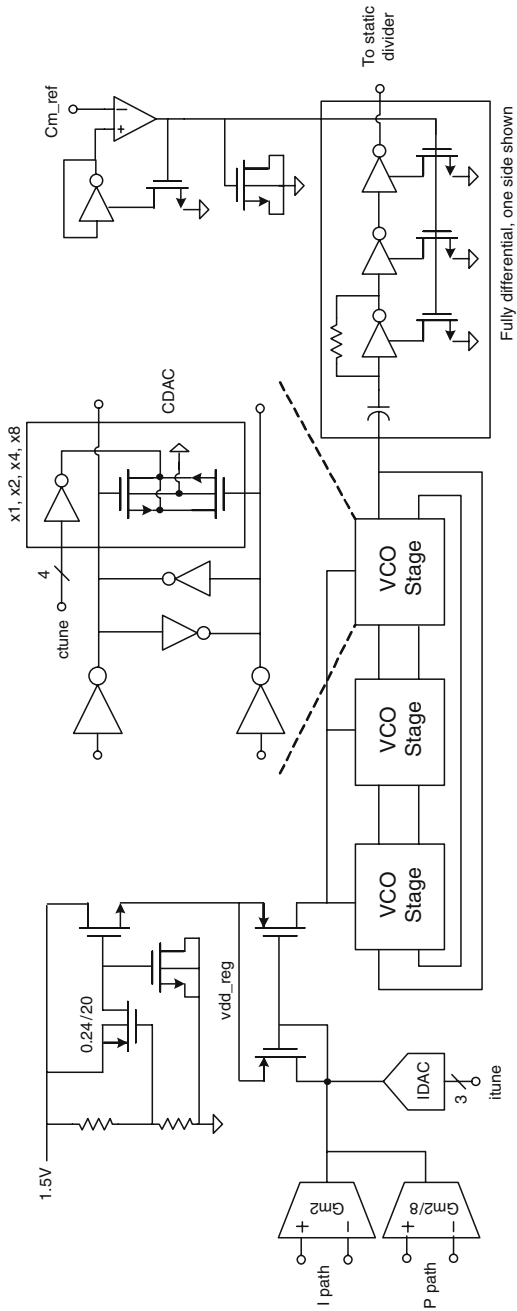 1.5V
0.24/20
vdd_reg
I path
+
−
Gm2
P path
+
−
Gm2/8
IDAC
3
itune
VCO
Stage
VCO
Stage
VCO
Stage
ctune
4
x1, x2, x4, x8
CDAC
Cm_ref
+
−
To static
divider
Fully differential, one side shown